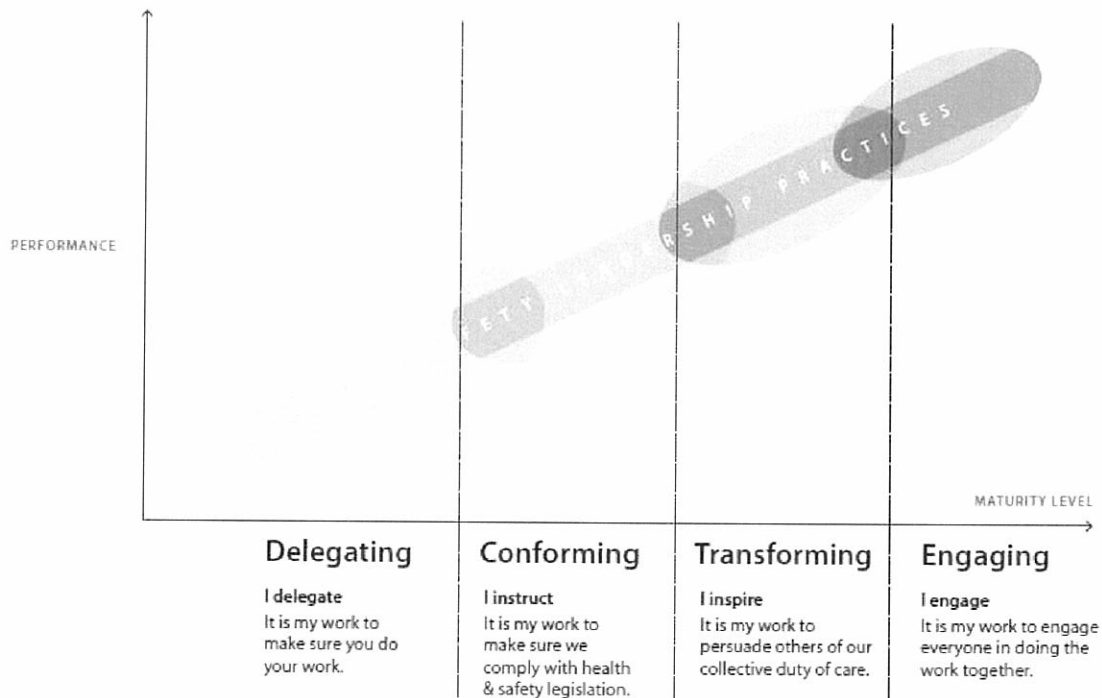 PERFORMANCE
FETY LEADERSHIP PRACTICES
MATURITY LEVEL
Delegating
I delegate
It is my work to
make sure you do
your work.
Conforming
I instruct
It is my work to
make sure we
comply with health
& safety legislation.
Transforming
I inspire
It is my work to
persuade others of our
collective duty of care.
Engaging
I engage
It is my work to engage
everyone in doing the
work together.